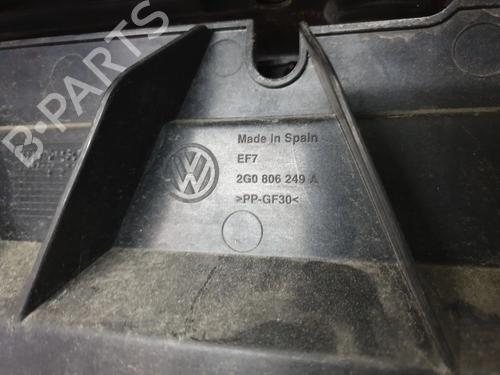 B-PARTS
Made in Spain
EF7
2G0 806 249 A
>PP-GF30<